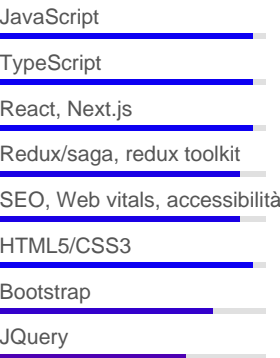 JavaScript
TypeScript
React, Next.js
Redux/saga, redux toolkit
SEO, Web vitals, accessibilità
HTML5/CSS3
Bootstrap
JQuery